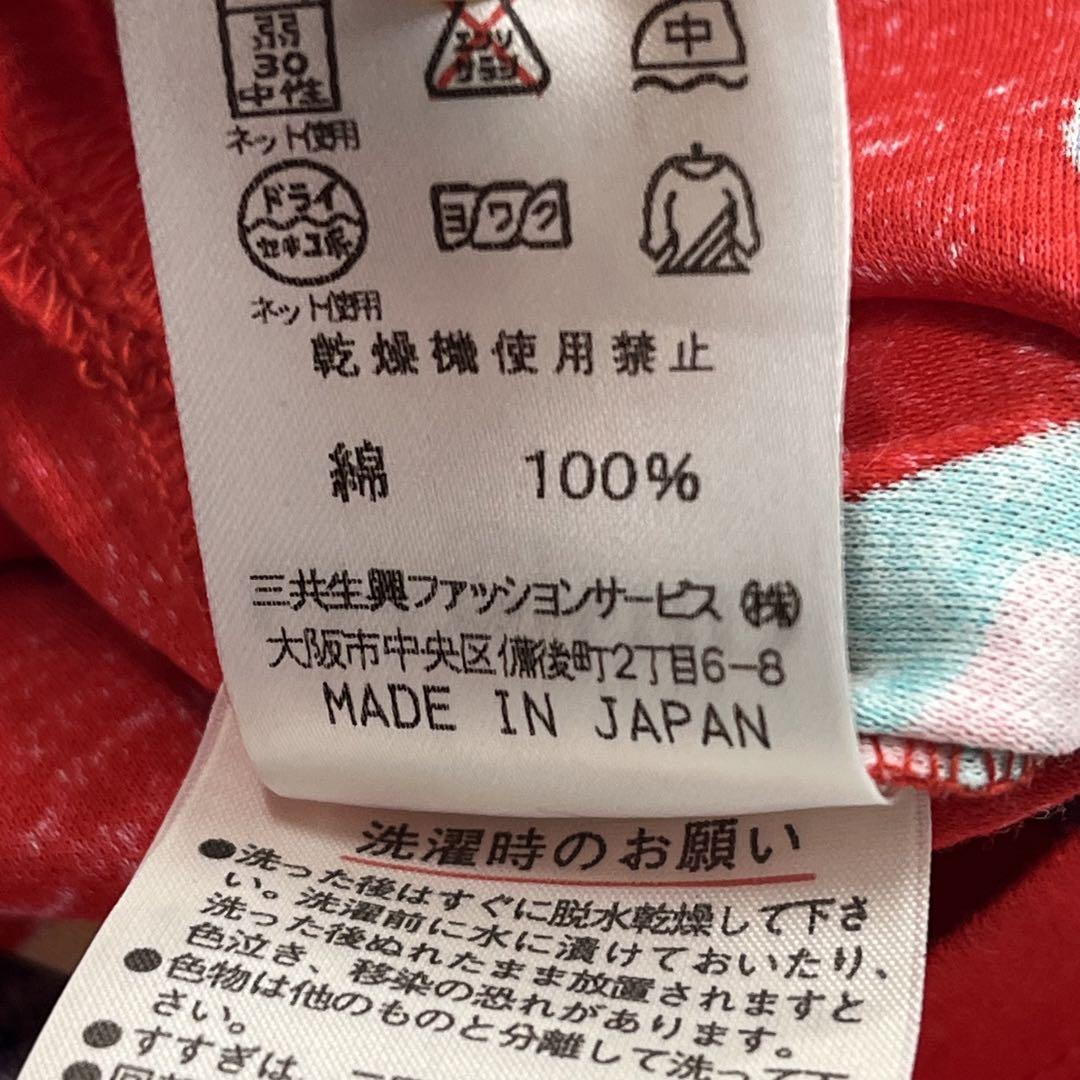 弱
30
中性
ネット使用
エンソ
サラシ
中
ドライ
セキユ系
ネット使用
ヨワク
乾燥機使用禁止
綿 100%
三共生興ファッションサービス㈱
大阪市中央区備後町2丁目6-8
MADE IN JAPAN
洗濯時のお願い
●洗った後はすぐに脱水乾燥して下さ
い。洗濯前に水に漬けておいたり、
洗った後ぬれたまま放置されますと
色泣き、移染の恐れがあります。
●色物は他のものと分離して洗って
さい。
●すすぎは、